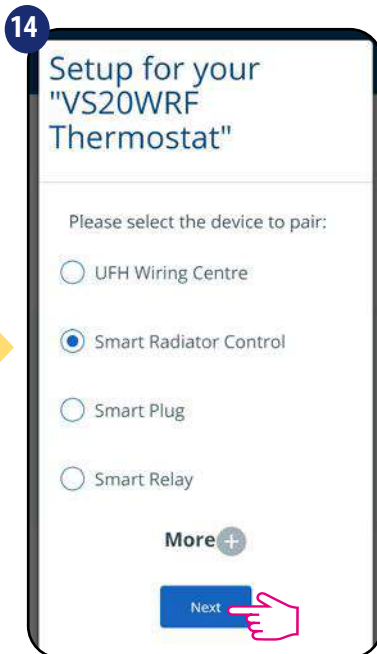 14
Setup for your
"VS20WRF
Thermostat"
Please select the device to pair:
UFH Wiring Centre
Smart Radiator Control
Smart Plug
Smart Relay
More +
Next